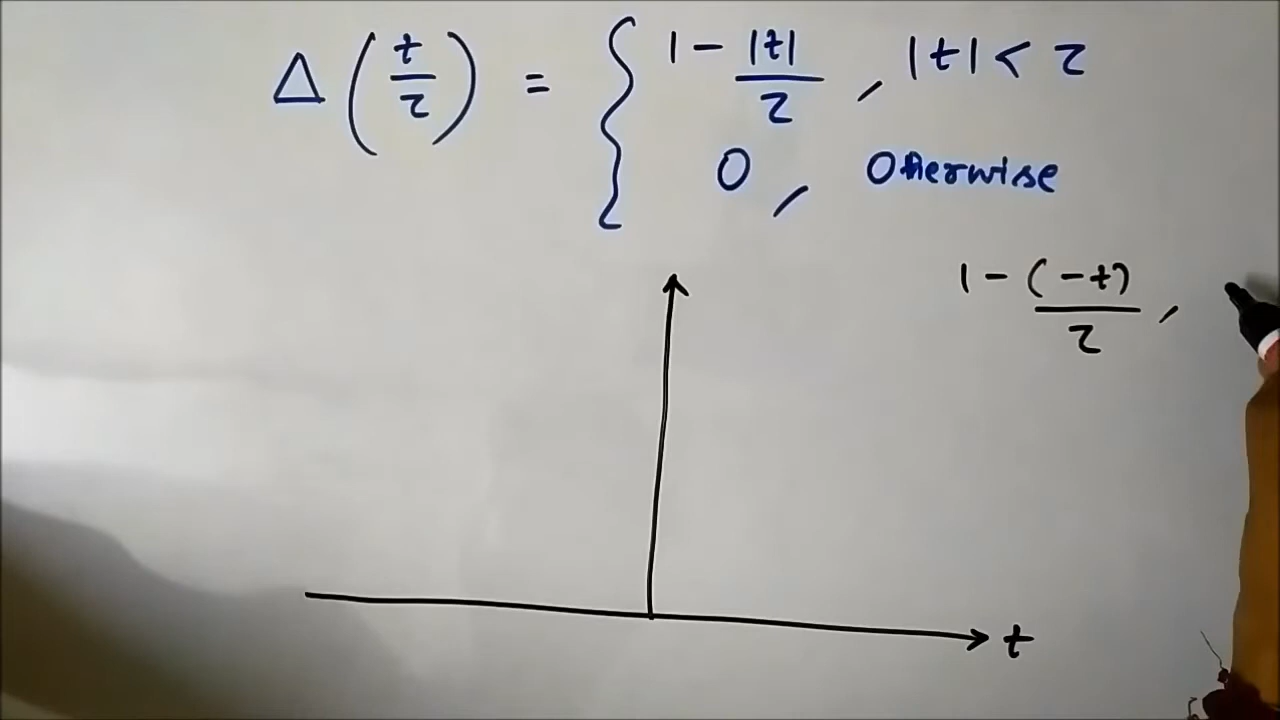 Δ(t/τ) = { 1 - |t|/τ , |t| < τ
0 , Otherwise
1 - (-t)/τ ,
t